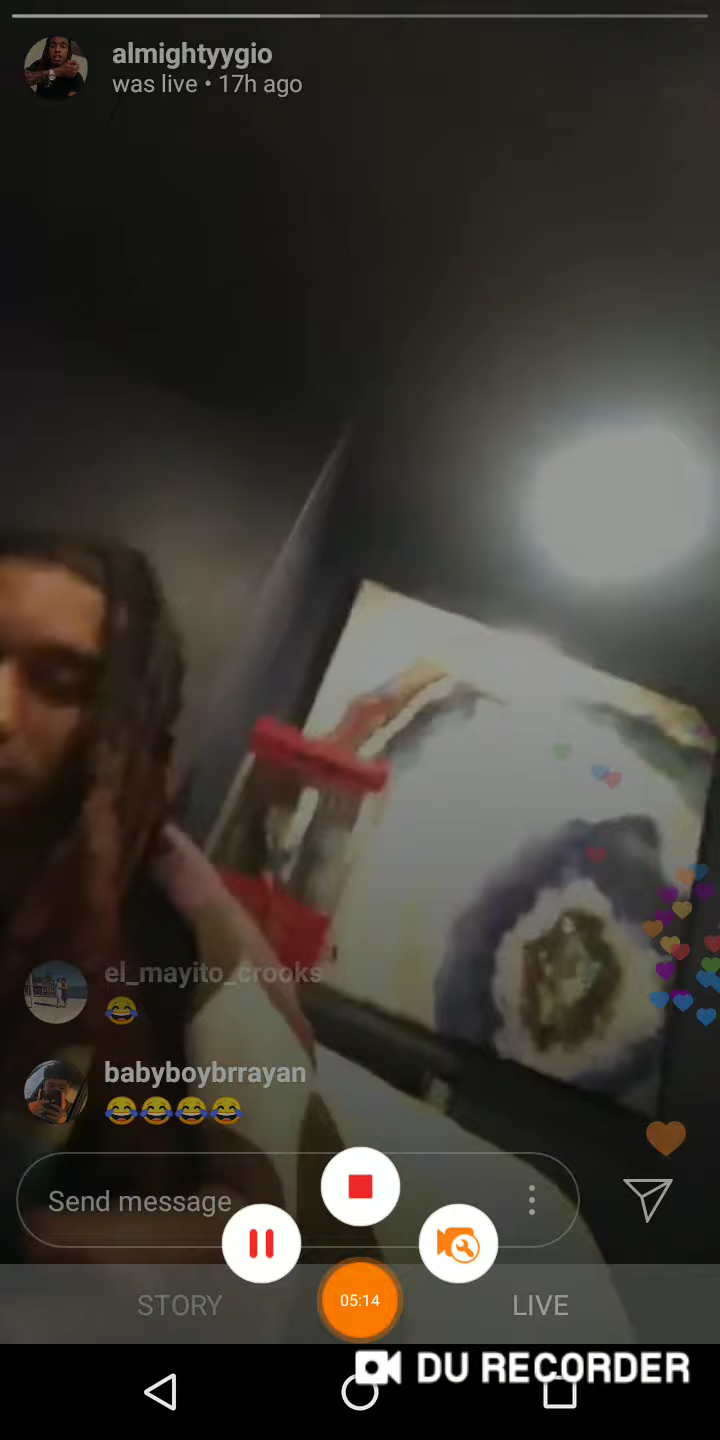 almightyygio
was live • 17h ago
el_mayito_crooks
😂
babyboybrrayan
😂😂😂😂
Send message
05:14
STORY
LIVE
DU RECORDER